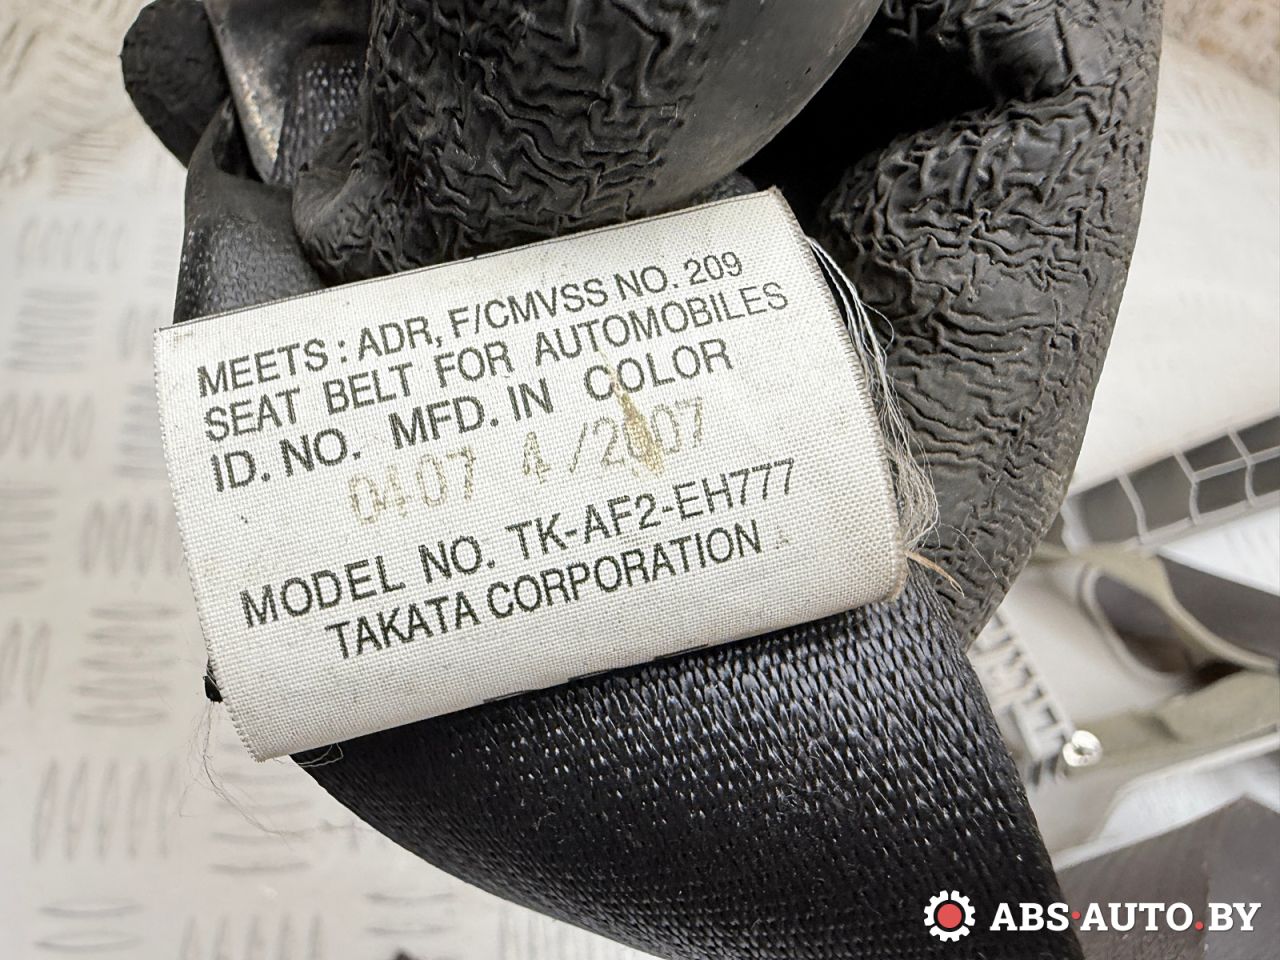 MEETS : ADR, F/CMVSS NO. 209
SEAT BELT FOR AUTOMOBILES
ID. NO. MFD. IN COLOR
0407 4/2007
MODEL NO. TK-AF2-EH777
TAKATA CORPORATION
ABS·AUTO.BY